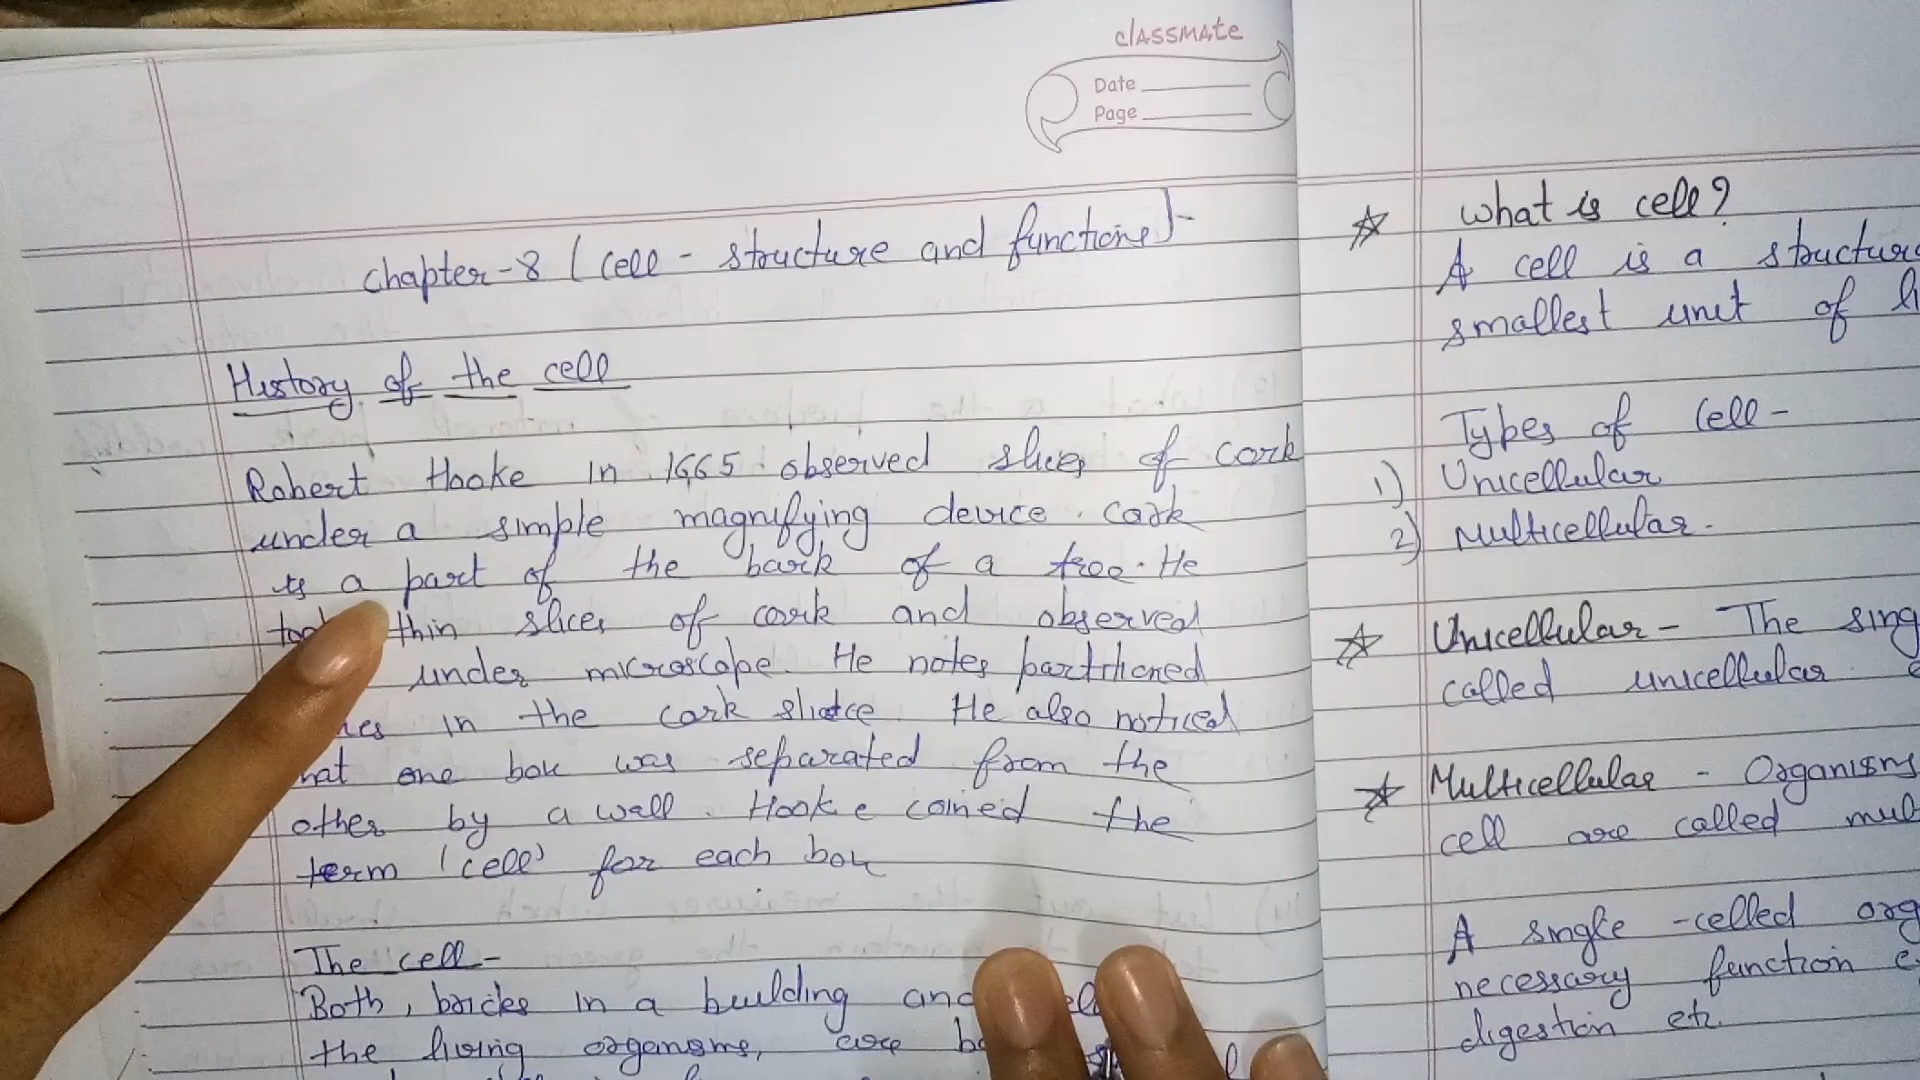 classmate
Date
Page
Chapter-8 (Cell - structure and functions)-
History of the cell
Robert Hooke in 1665 observed slices of cork
under a simple magnifying device. Cork
is a part of the bark of a tree. He
thin slices of cork and observed
under microscope. He notes partitioned
in the cork
He also noticed
one box was separated from the
other by a wall. Hooke coined the
term 'cell' for each box
The cell-
Both, bricks in a building and
the living organisms, are
What is cell?
A cell is a
smallest unit of
Types of Cell-
1) Unicellular
2) Multicellular.
Unicellular - The
called unicellular.
Multicellular - Organisms
cell are called
A single-celled
necessary function
digestion etc.